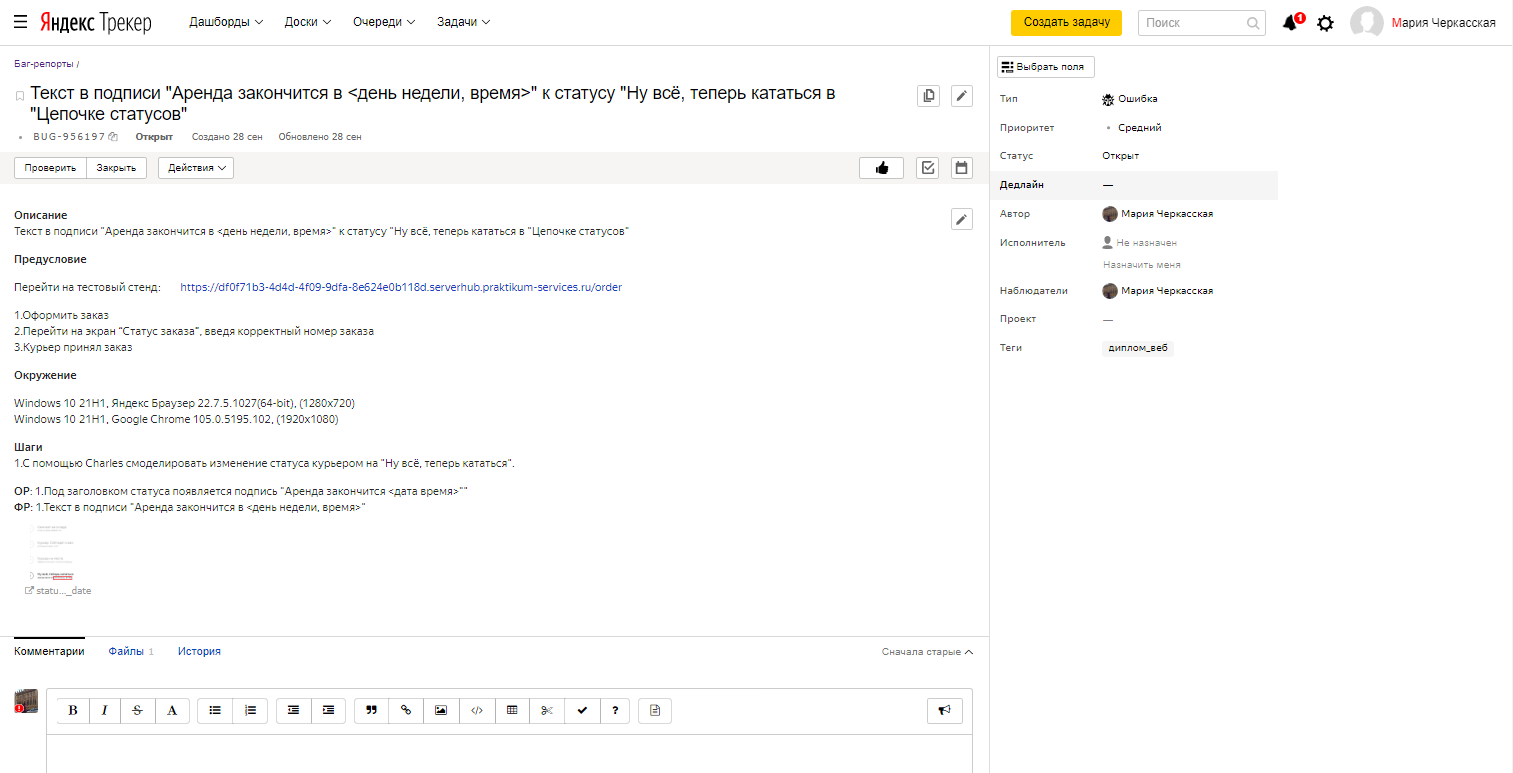 Яндекс Трекер
Дашборды
Доски
Очереди
Задачи
Создать задачу
Поиск
1
Мария Черкасская
Баг-репорты /
Текст в подписи "Аренда закончится в <день недели, время>" к статусу "Ну всё, теперь кататься в
"Цепочке статусов"
BUG-956197 Открыт Создано 28 сен Обновлено 28 сен
Проверить Закрыть Действия
Описание
Текст в подписи "Аренда закончится в <день недели, время>" к статусу "Ну всё, теперь кататься в "Цепочке статусов"
Предусловие
Перейти на тестовый стенд: https://df0f71b3-4d4d-4f09-9dfa-8e624e0b118d.serverhub.praktikum-services.ru/order
1.Оформить заказ
2.Перейти на экран "Статус заказа", введя корректный номер заказа
3.Курьер принял заказ
Окружение
Windows 10 21H1, Яндекс Браузер 22.7.5.1027(64-bit), (1280x720)
Windows 10 21H1, Google Chrome 105.0.5195.102, (1920x1080)
Шаги
1.С помощью Charles смоделировать изменение статуса курьером на "Ну всё, теперь кататься".
ОР: 1.Под заголовком статуса появляется подпись "Аренда закончится <дата время>""
ФР: 1.Текст в подписи "Аренда закончится в <день недели, время>"
statu..._date
Комментарии Файлы 1 История Сначала старые
B I S A ?
Выбрать поля
Тип Ошибка
Приоритет Средний
Статус Открыт
Дедлайн —
Автор Мария Черкасская
Исполнитель Не назначен
Назначить меня
Наблюдатели Мария Черкасская
Проект —
Теги диплом_веб